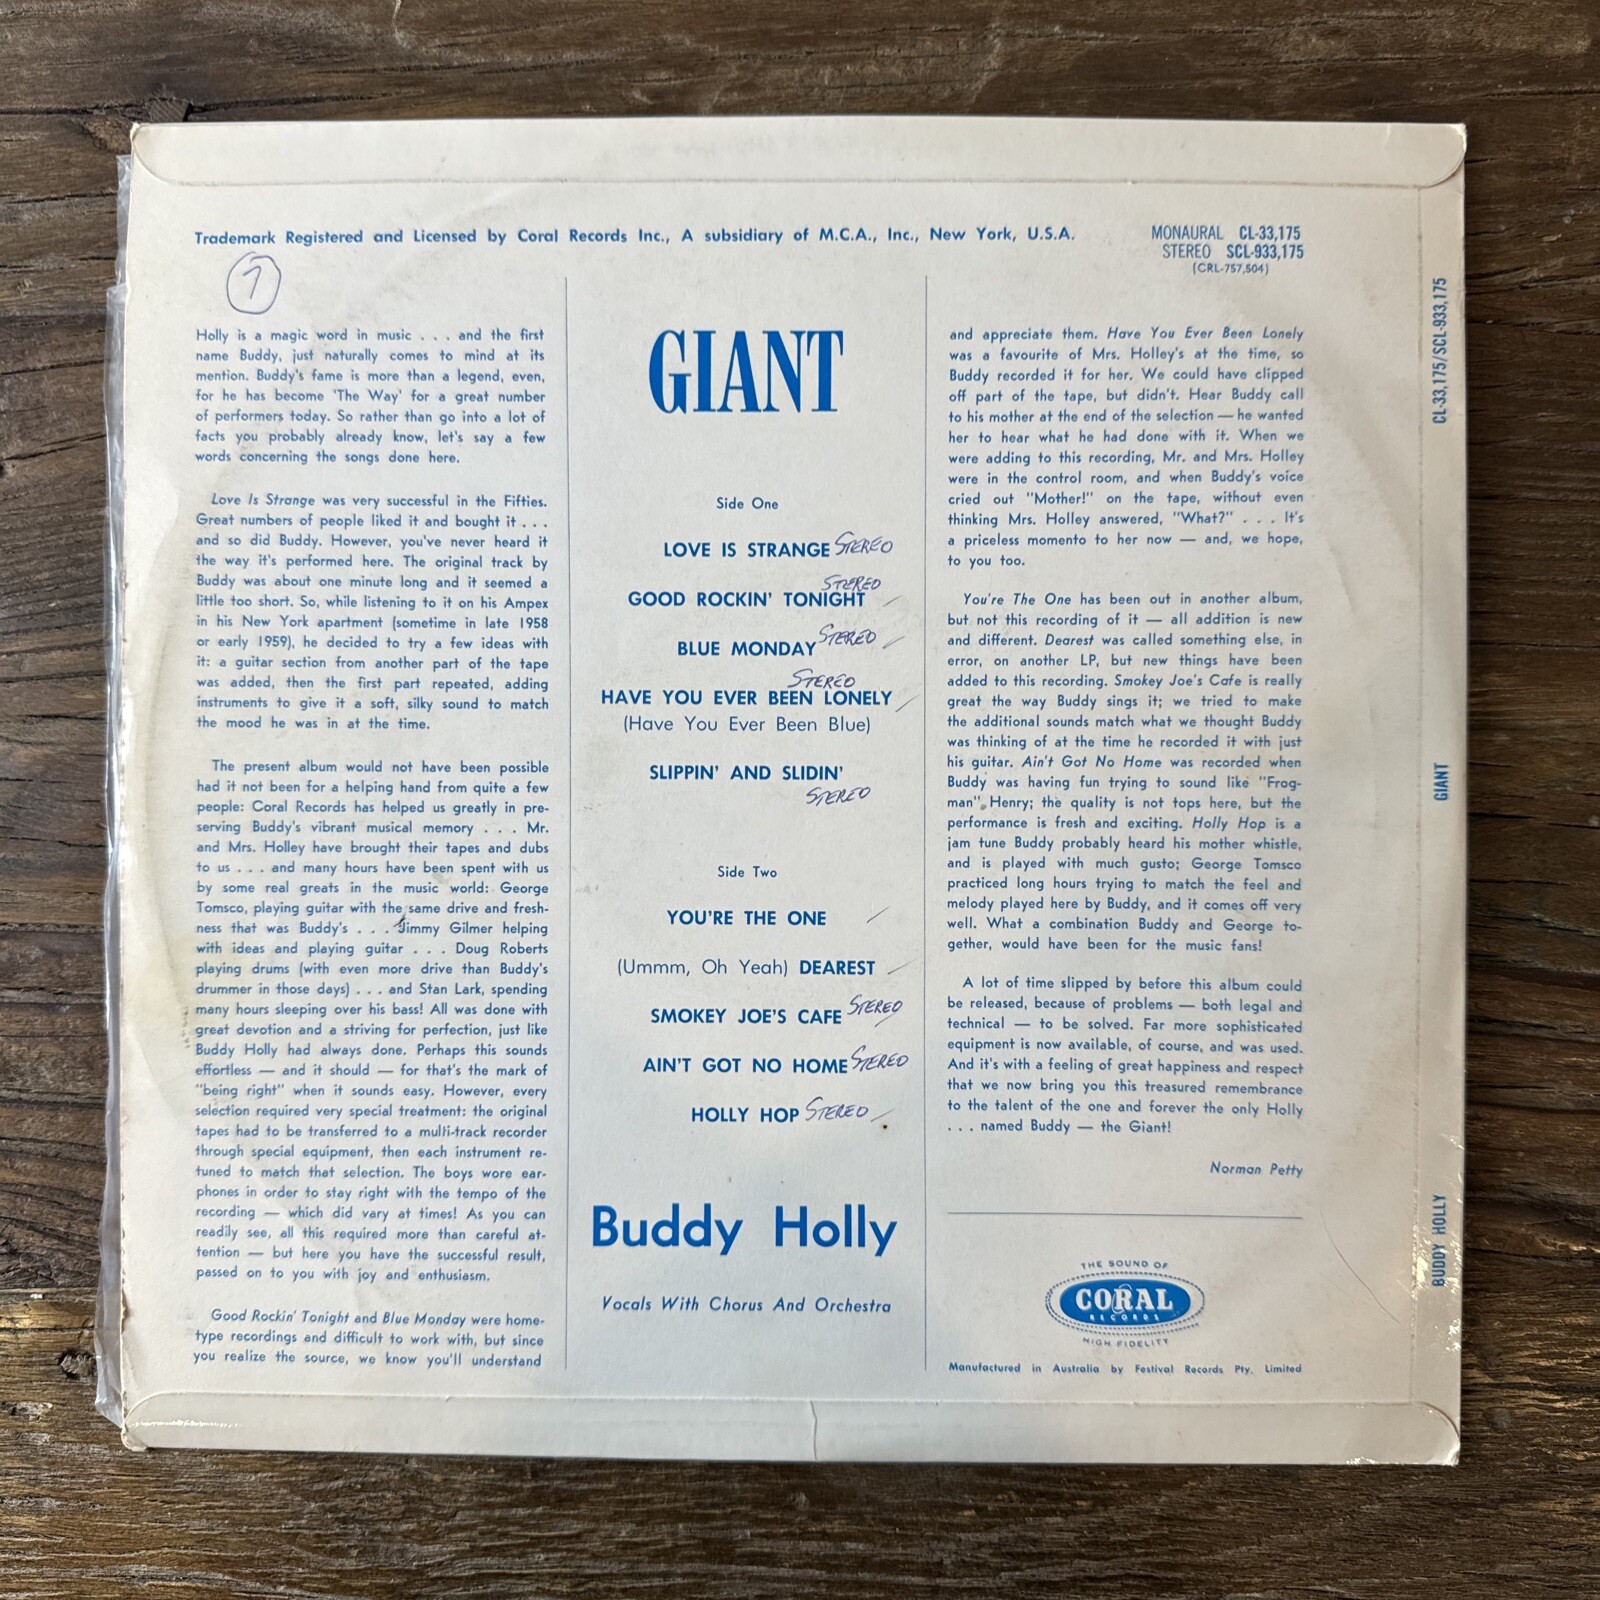 Trademark Registered and Licensed by Coral Records Inc., A subsidiary of M.C.A., Inc., New York, U.S.A.
MONAURAL CL-33,175
STEREO SCL-933,175
(CRL-757,504)
Holly is a magic word in music . . . and the first
name Buddy, just naturally comes to mind at its
mention. Buddy's fame is more than a legend, even,
for he has become 'The Way' for a great number
of performers today. So rather than go into a lot of
facts you probably already know, let's say a few
words concerning the songs done here.
Love Is Strange was very successful in the Fifties.
Great numbers of people liked it and bought it . . .
and so did Buddy. However, you've never heard it
the way it's performed here. The original track by
Buddy was about one minute long and it seemed a
little too short. So, while listening to it on his Ampex
in his New York apartment (sometime in late 1958
or early 1959), he decided to try a few ideas with
it: a guitar section from another part of the tape
was added, then the first part repeated, adding
instruments to give it a soft, silky sound to match
the mood he was in at the time.
The present album would not have been possible
had it not been for a helping hand from quite a few
people: Coral Records has helped us greatly in pre-
serving Buddy's vibrant musical memory . . . Mr.
and Mrs. Holley have brought their tapes and dubs
to us . . . and many hours have been spent with us
by some real greats in the music world: George
Tomsco, playing guitar with the same drive and fresh-
ness that was Buddy's . . . Jimmy Gilmer helping
with ideas and playing guitar . . . Doug Roberts
playing drums (with even more drive than Buddy's
drummer in those days) . . . and Stan Lark, spending
many hours sleeping over his bass! All was done with
great devotion and a striving for perfection, just like
Buddy Holly had always done. Perhaps this sounds
effortless — and it should — for that's the mark of
"being right" when it sounds easy. However, every
selection required very special treatment: the original
tapes had to be transferred to a multi-track recorder
through special equipment, then each instrument re-
tuned to match that selection. The boys wore ear-
phones in order to stay right with the tempo of the
recording — which did vary at times! As you can
readily see, all this required more than careful at-
tention — but here you have the successful result,
passed on to you with joy and enthusiasm.
Good Rockin' Tonight and Blue Monday were home-
type recordings and difficult to work with, but since
you realize the source, we know you'll understand
GIANT
Side One
LOVE IS STRANGE STEREO
STEREO
GOOD ROCKIN' TONIGHT
BLUE MONDAY STEREO
STEREO
HAVE YOU EVER BEEN LONELY
(Have You Ever Been Blue)
SLIPPIN' AND SLIDIN'
STEREO
Side Two
YOU'RE THE ONE
(Ummm, Oh Yeah) DEAREST
SMOKEY JOE'S CAFE STEREO
AIN'T GOT NO HOME STEREO
HOLLY HOP STEREO
Buddy Holly
Vocals With Chorus And Orchestra
and appreciate them. Have You Ever Been Lonely
was a favourite of Mrs. Holley's at the time, so
Buddy recorded it for her. We could have clipped
off part of the tape, but didn't. Hear Buddy call
to his mother at the end of the selection — he wanted
her to hear what he had done with it. When we
were adding to this recording, Mr. and Mrs. Holley
were in the control room, and when Buddy's voice
cried out "Mother!" on the tape, without even
thinking Mrs. Holley answered, "What?" . . . It's
a priceless momento to her now — and, we hope,
to you too.
You're The One has been out in another album,
but not this recording of it — all addition is new
and different. Dearest was called something else, in
error, on another LP, but new things have been
added to this recording. Smokey Joe's Cafe is really
great the way Buddy sings it; we tried to make
the additional sounds match what we thought Buddy
was thinking of at the time he recorded it with just
his guitar. Ain't Got No Home was recorded when
Buddy was having fun trying to sound like "Frog-
man" Henry; the quality is not tops here, but the
performance is fresh and exciting. Holly Hop is a
jam tune Buddy probably heard his mother whistle,
and is played with much gusto; George Tomsco
practiced long hours trying to match the feel and
melody played here by Buddy, and it comes off very
well. What a combination Buddy and George to-
gether, would have been for the music fans!
A lot of time slipped by before this album could
be released, because of problems — both legal and
technical — to be solved. Far more sophisticated
equipment is now available, of course, and was used.
And it's with a feeling of great happiness and respect
that we now bring you this treasured remembrance
to the talent of the one and forever the only Holly
. . . named Buddy — the Giant!
Norman Petty
THE SOUND OF
CORAL
RECORDS
HIGH FIDELITY
Manufactured in Australia by Festival Records Pty. Limited
CL-33,175/SCL-933,175
GIANT
BUDDY HOLLY